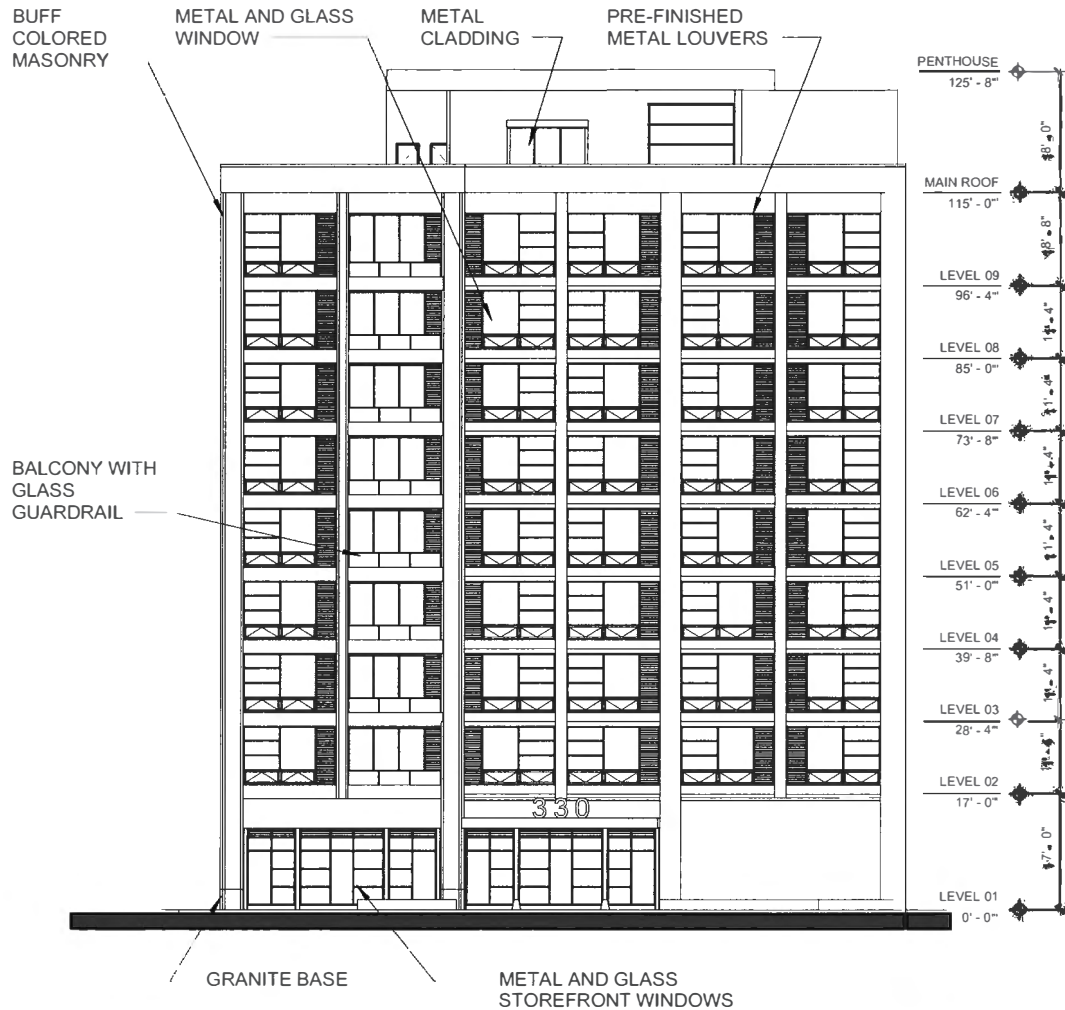 BUFF
COLORED
MASONRY
METAL AND GLASS
WINDOW
METAL
CLADDING
PRE-FINISHED
METAL LOUVERS
PENTHOUSE
125' - 8"
MAIN ROOF
115' - 0"
LEVEL 09
96' - 4"
LEVEL 08
85' - 0"
LEVEL 07
73' - 8"
BALCONY WITH
GLASS
GUARDRAIL
LEVEL 06
62' - 4"
LEVEL 05
51' - 0"
LEVEL 04
39' - 8"
LEVEL 03
28' - 4"
LEVEL 02
17' - 0"
330
LEVEL 01
0' - 0"
GRANITE BASE
METAL AND GLASS
STOREFRONT WINDOWS